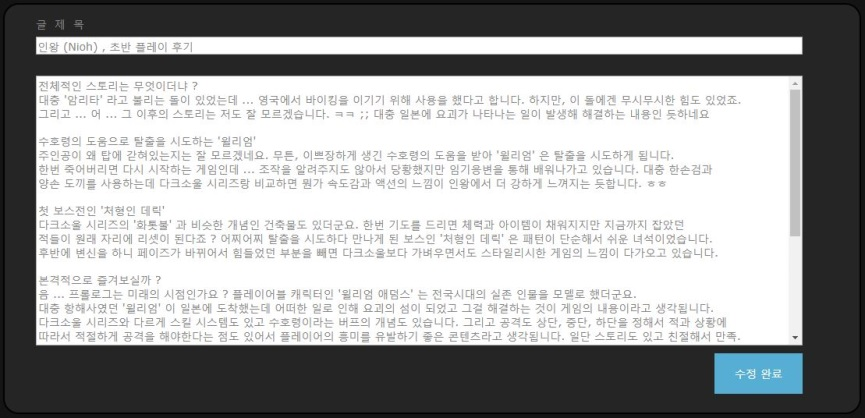 글 제 목
인왕 (Nioh) , 초반 플레이 후기
전체적인 스토리는 무엇이더냐 ?
대충 '암리타' 라고 불리는 돌이 있었는데 ... 영국에서 바이킹을 이기기 위해 사용을 했다고 합니다. 하지만, 이 돌에겐 무시무시한 힘도 있었죠.
그리고 ... 어 ... 그 이후의 스토리는 저도 잘 모르겠습니다. ㅋㅋ ;; 대충 일본에 요괴가 나타나는 일이 발생해 해결하는 내용인 듯하네요
수호령의 도움으로 탈출을 시도하는 '윌리엄'
주인공이 왜 탑에 갇혀있는지는 잘 모르겠네요. 무튼, 이쁘장하게 생긴 수호령의 도움을 받아 '윌리엄' 은 탈출을 시도하게 됩니다.
한번 죽어버리면 다시 시작하는 게임인데 ... 조작을 알려주지도 않아서 당황했지만 임기응변을 통해 배워나가고 있습니다. 대충 한손검과
양손 도끼를 사용하는데 다크소울 시리즈랑 비교하면 뭔가 속도감과 액션의 느낌이 인왕에서 더 강하게 느껴지는 듯합니다. ㅎㅎ
첫 보스전인 '처형인 데릭'
다크소울 시리즈의 '화톳불' 과 비슷한 개념인 건축물도 있더군요. 한번 기도를 드리면 체력과 아이템이 채워지지만 지금까지 잡았던
적들이 원래 자리에 리셋이 된다죠 ? 어찌어찌 탈출을 시도하다 만나게 된 보스인 '처형인 데릭' 은 패턴이 단순해서 쉬운 녀석이었습니다.
후반에 변신을 하니 페이즈가 바뀌어서 힘들었던 부분을 빼면 다크소울보다 가벼우면서도 스타일리시한 게임의 느낌이 다가오고 있습니다.
본격적으로 즐겨보실까 ?
음 ... 프롤로그는 미래의 시점인가요 ? 플레이어블 캐릭터인 '윌리엄 애덤스' 는 전국시대의 실존 인물을 모델로 했더군요.
대충 항해사였던 '윌리엄' 이 일본에 도착했는데 어떠한 일로 인해 요괴의 섬이 되었고 그걸 해결하는 것이 게임의 내용이라고 생각됩니다.
다크소울 시리즈와 다르게 스킬 시스템도 있고 수호령이라는 버프의 개념도 있습니다. 그리고 공격도 상단, 중단, 하단을 정해서 적과 상황에
따라서 적절하게 공격을 해야한다는 점도 있어서 플레이어의 흥미를 유발하기 좋은 콘텐츠라고 생각됩니다. 일단 스토리도 있고 친절해서 만족.
수정 완료